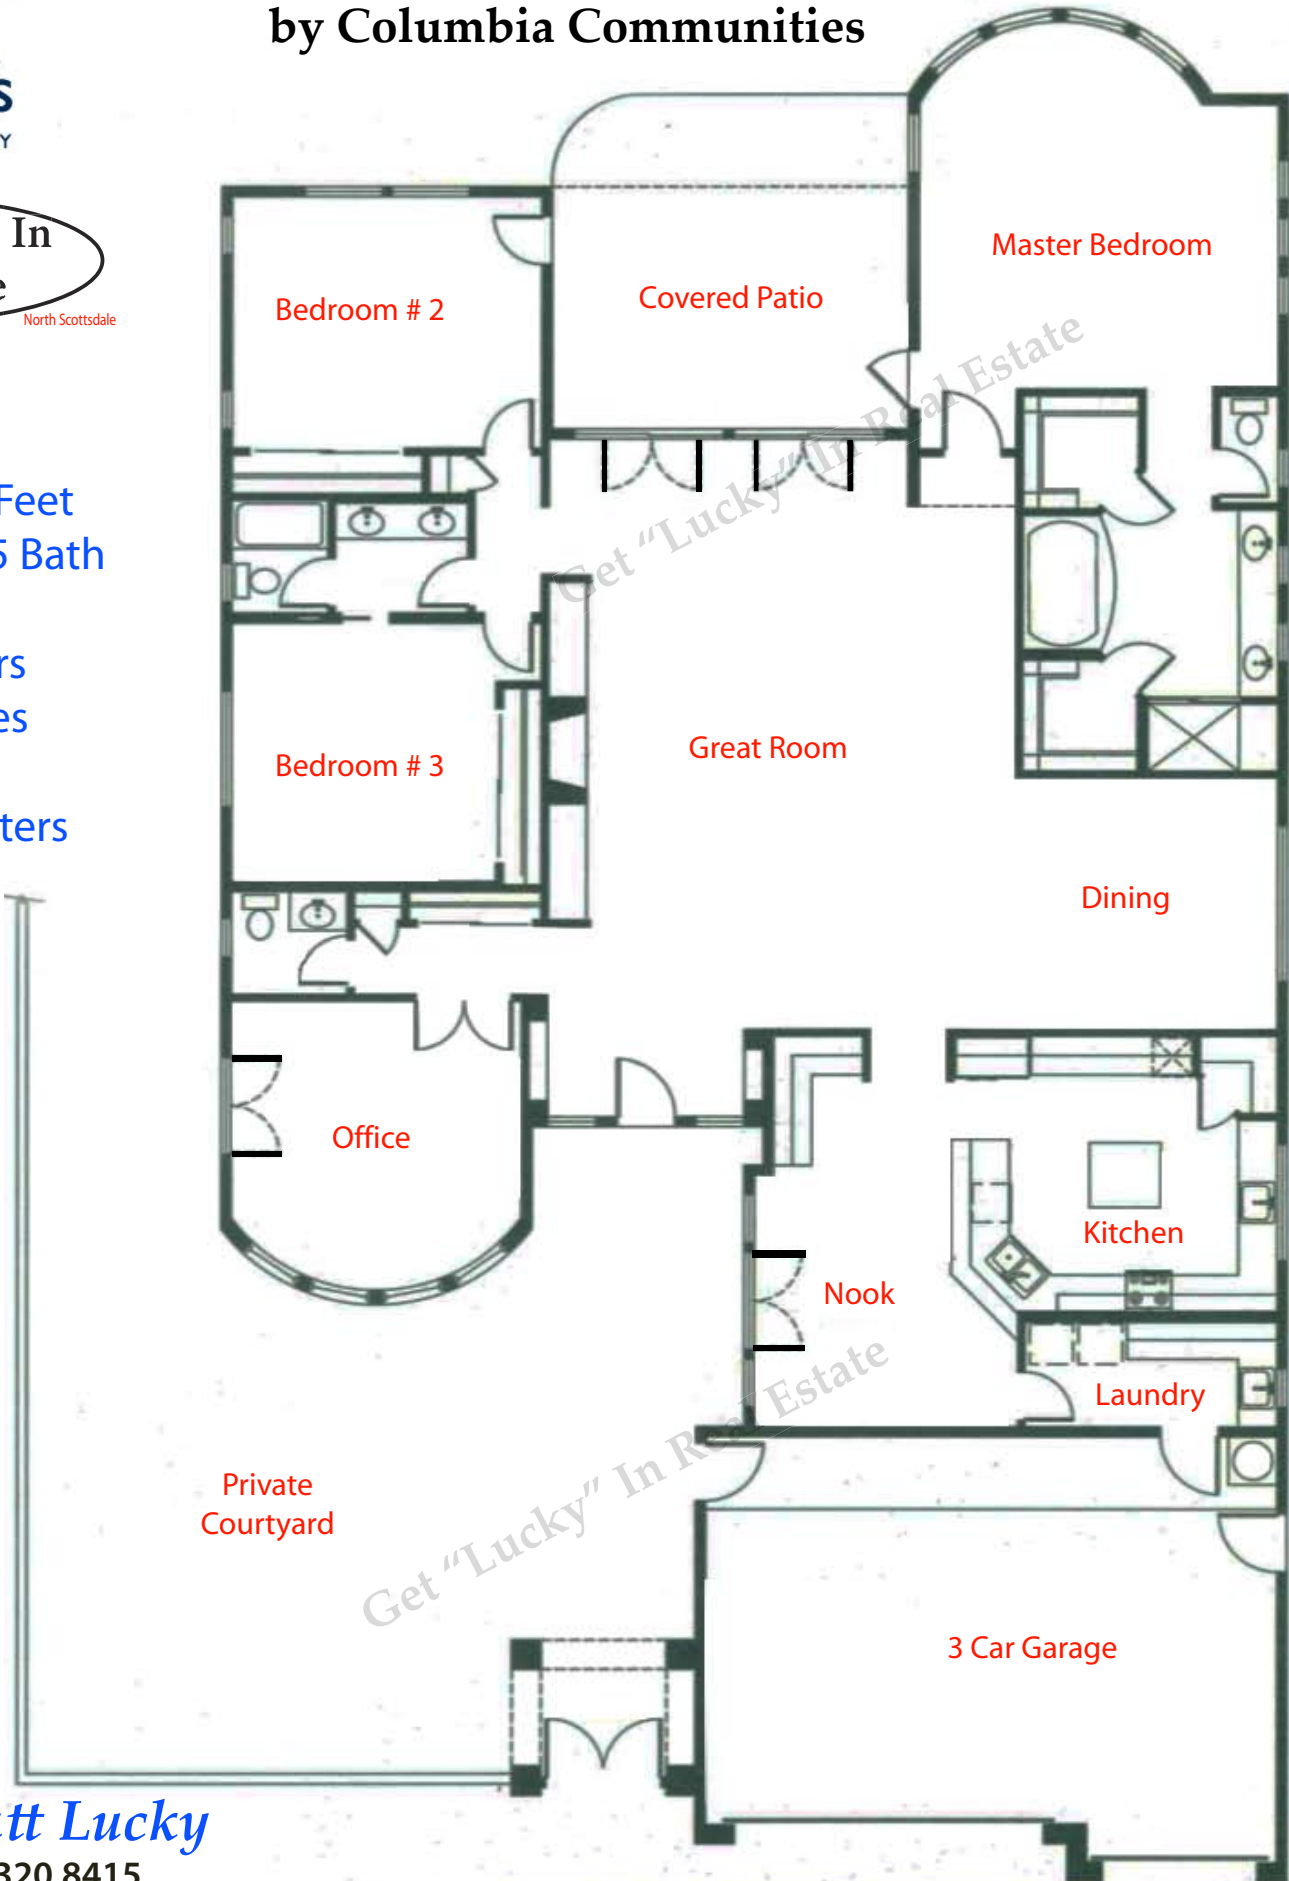 by Columbia Communities
S
Y
In
e
North Scottsdale
Feet
5 Bath
rs
es
ters
Master Bedroom
Bedroom # 2
Covered Patio
Get "Lucky" In Real Estate
Great Room
Bedroom # 3
Dining
Office
Kitchen
Nook
Laundry
Get "Lucky" In Real Estate
Private
Courtyard
3 Car Garage
tt Lucky
320 8415